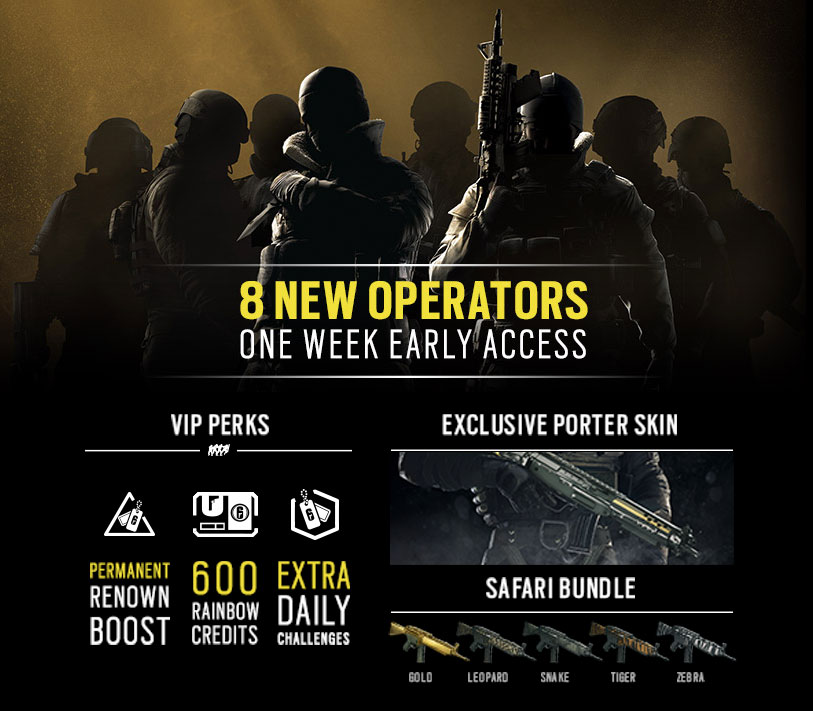 8 NEW OPERATORS
ONE WEEK EARLY ACCESS
VIP PERKS
PERMANENT
RENOWN
BOOST
600
RAINBOW
CREDITS
EXTRA
DAILY
CHALLENGES
EXCLUSIVE PORTER SKIN
SAFARI BUNDLE
GOLD
LEOPARD
SNAKE
TIGER
ZEBRA